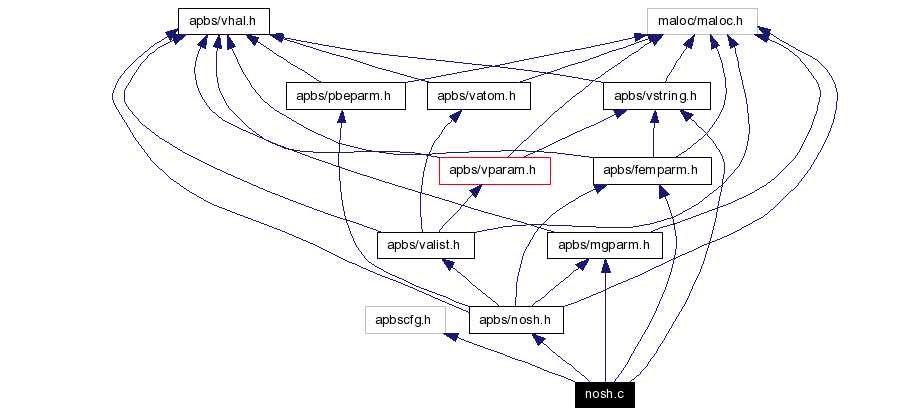 apbs/vhal.h
maloc/maloc.h
apbs/pbeparm.h
apbs/vatom.h
apbs/vstring.h
apbs/vparam.h
apbs/femparm.h
apbs/valist.h
apbs/mgparm.h
apbscfg.h
apbs/nosh.h
nosh.c